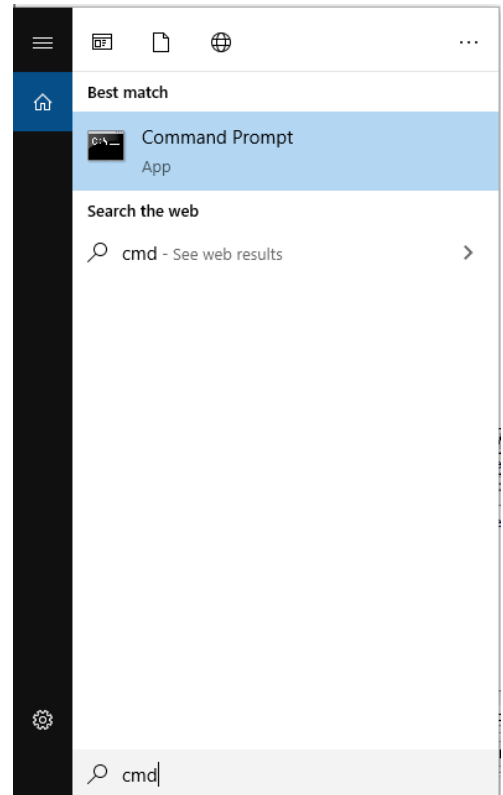 Best match
Command Prompt
App
Search the web
cmd - See web results
cmd